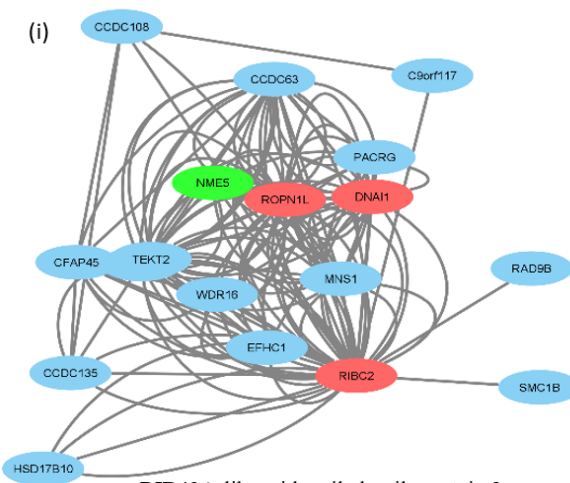 (i)
CCDC108
CCDC63
C9orf117
PACRG
NME5
ROPN1L
DNAI1
CFAP45
TEKT2
WDR16
MNS1
RAD9B
EFHC1
CCDC135
RIBC2
SMC1B
HSD17B10